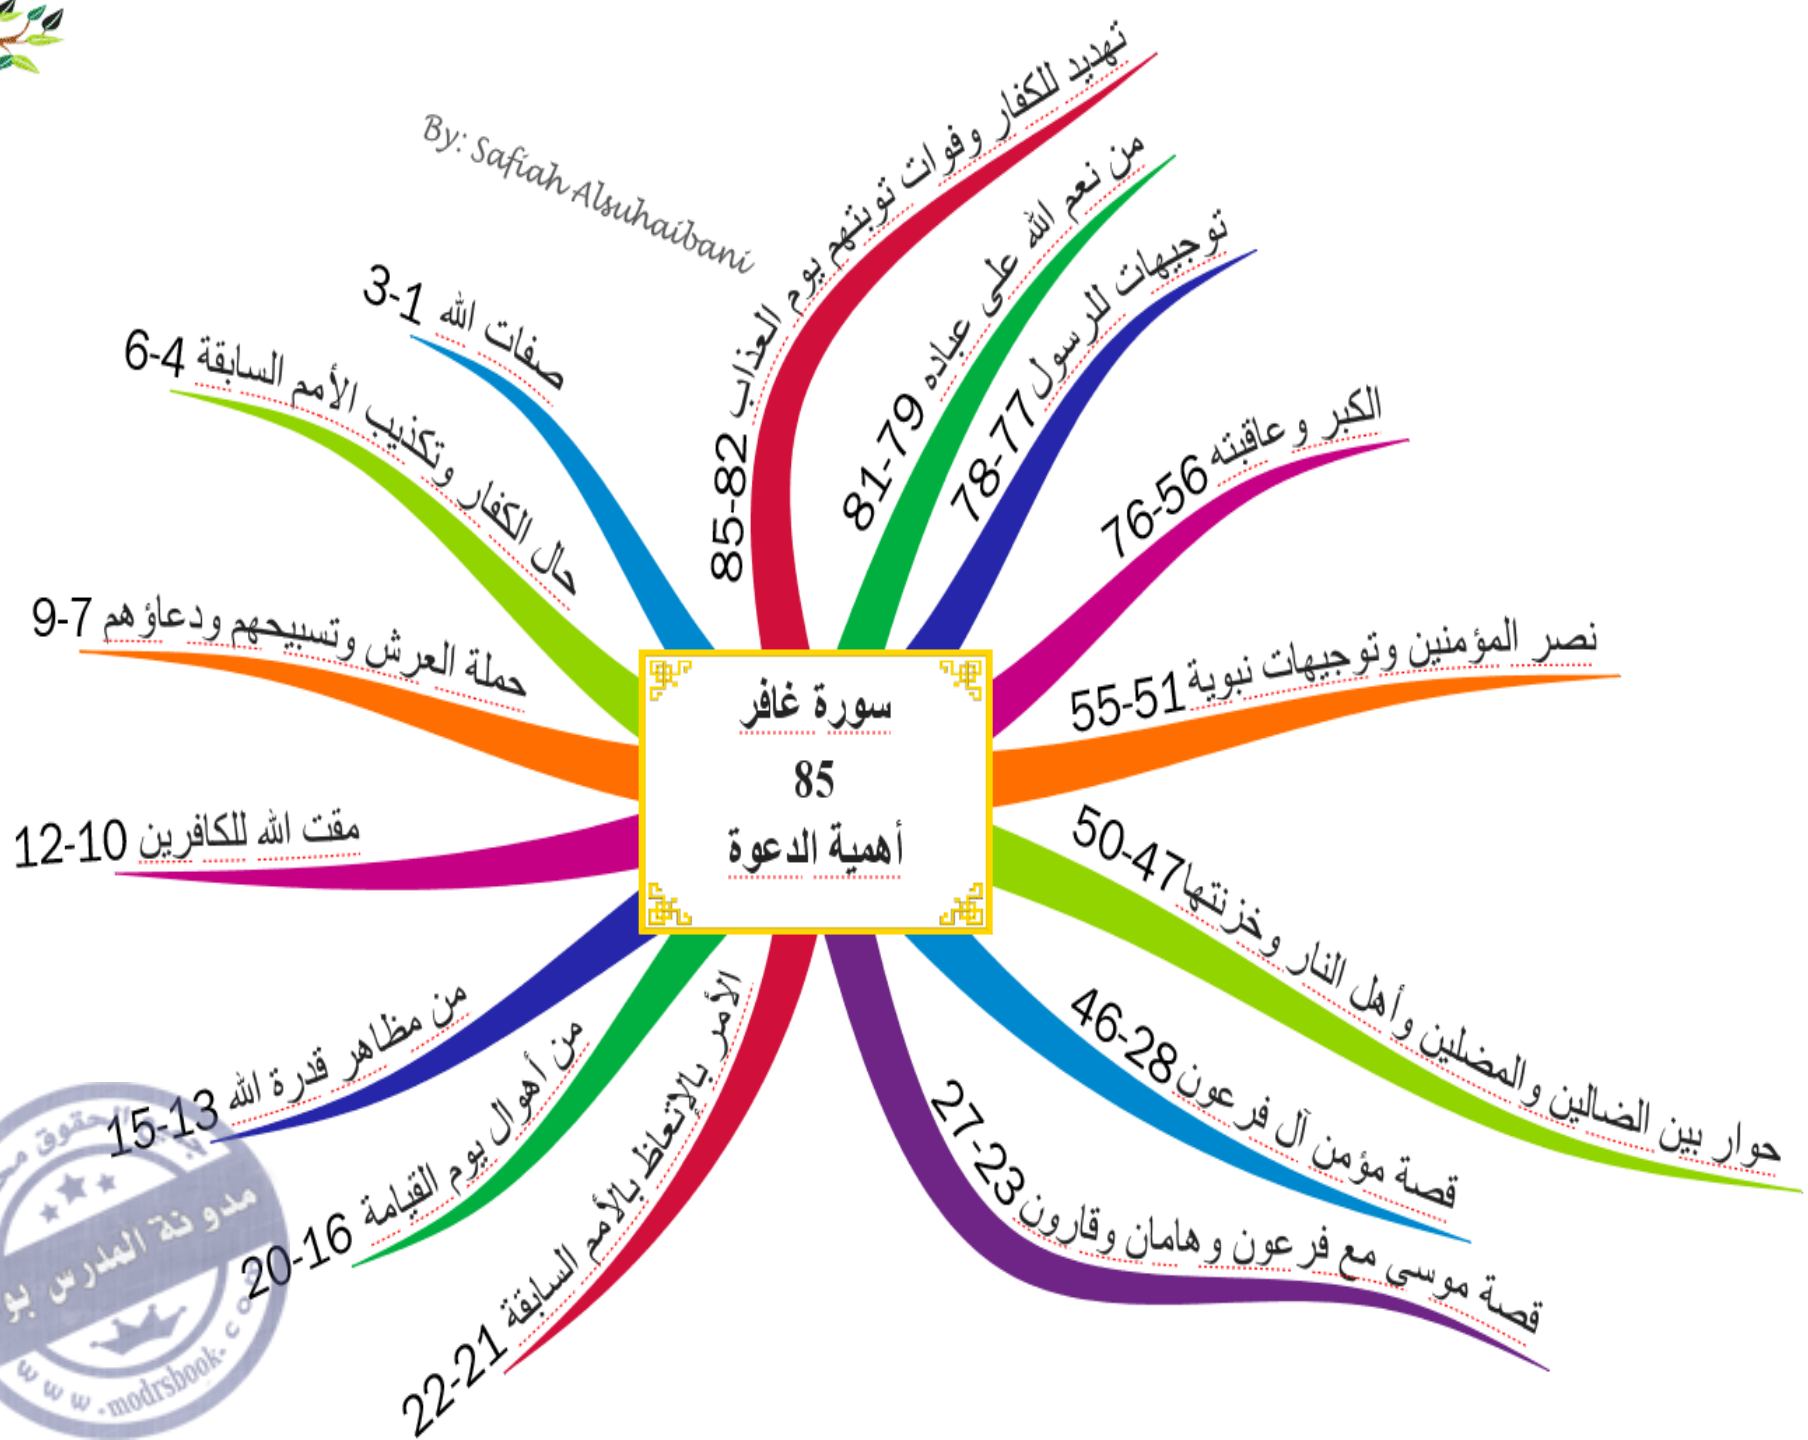 By: Safiah Alsuhaibani
سورة غافر
85
أهمية الدعوة
صفات الله 1-3
حال الكفار وتكذيب الأمم السابقة 4-6
حملة العرش وتسبيحهم ودعاؤهم 7-9
مقت الله للكافرين 10-12
من مظاهر قدرة الله 13-15
من أهوال يوم القيامة 16-20
الأمر بالإتعاظ بالأمم السابقة 21-22
قصة موسى مع فرعون وهامان وقارون 23-27
قصة مؤمن آل فرعون 28-46
حوار بين الضالين والمضلين وأهل النار وخزنتها 47-50
نصر المؤمنين وتوجيهات نبوية 51-55
الكبر وعاقبته 56-76
توجيهات للرسول 77-78
من نعم الله على عباده 79-81
تهديد للكفار وفوات توبتهم يوم العذاب 82-85
الحقوق
مدونة المدرس بو
www.modrsbook.co